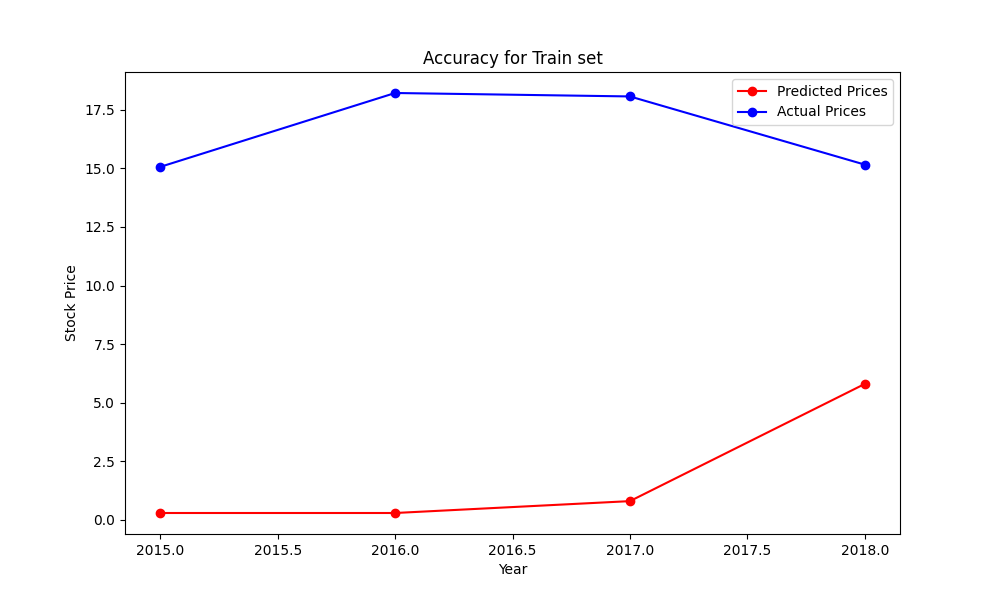 Accuracy for Train set
Predicted Prices
Actual Prices
17.5
15.0
12.5
10.0
7.5
5.0
2.5
0.0
Stock Price
2015.0 2015.5 2016.0 2016.5 2017.0 2017.5 2018.0
Year